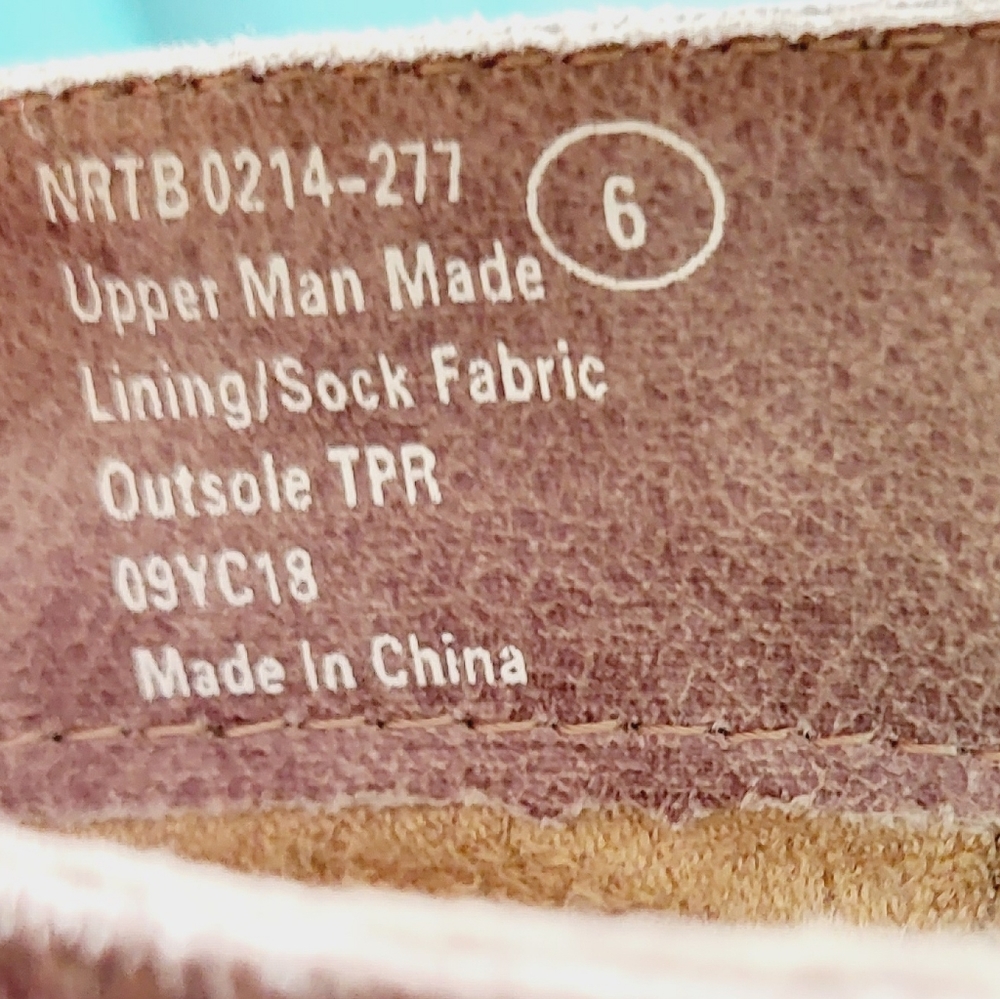 NRTB 0214-277
6
Upper Man Made
Lining/Sock Fabric
Outsole TPR
09YC18
Made In China